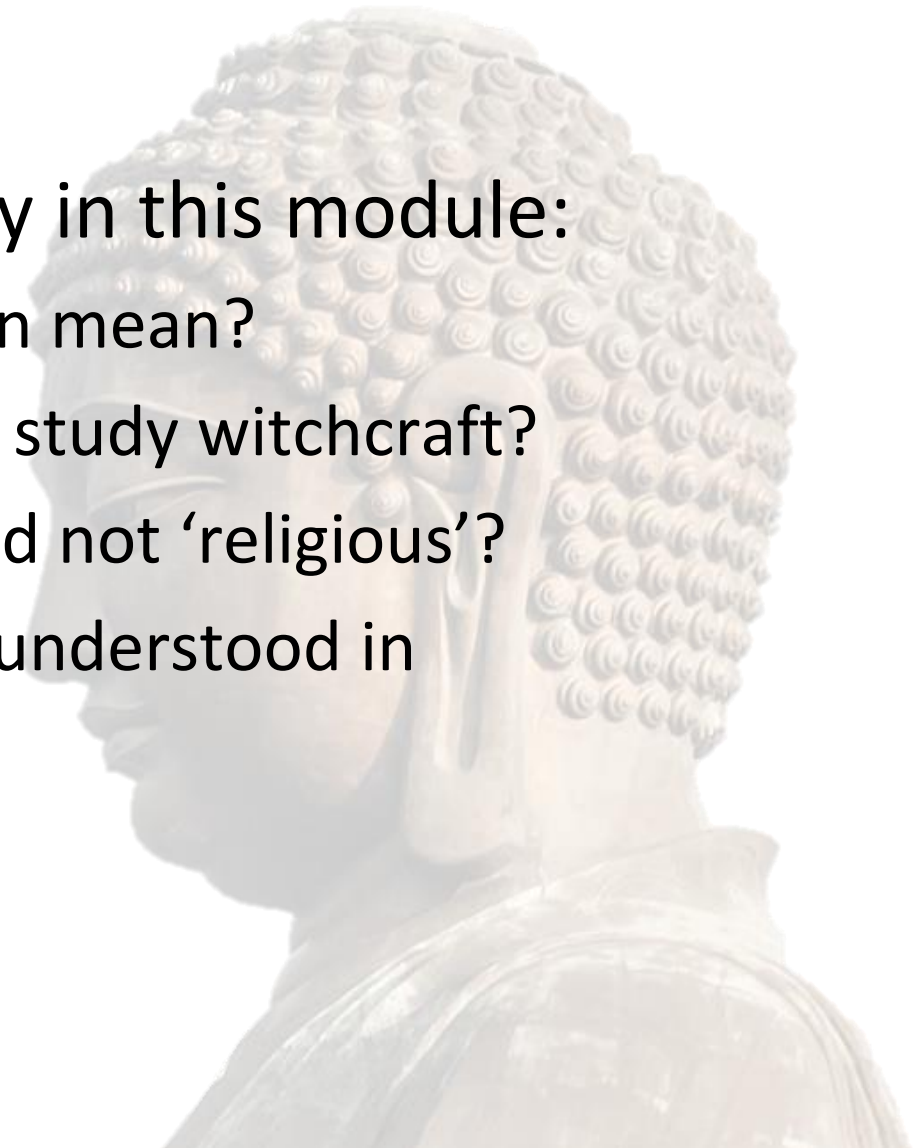 y in this module:
n mean?
study witchcraft?
d not ‘religious’?
understood in